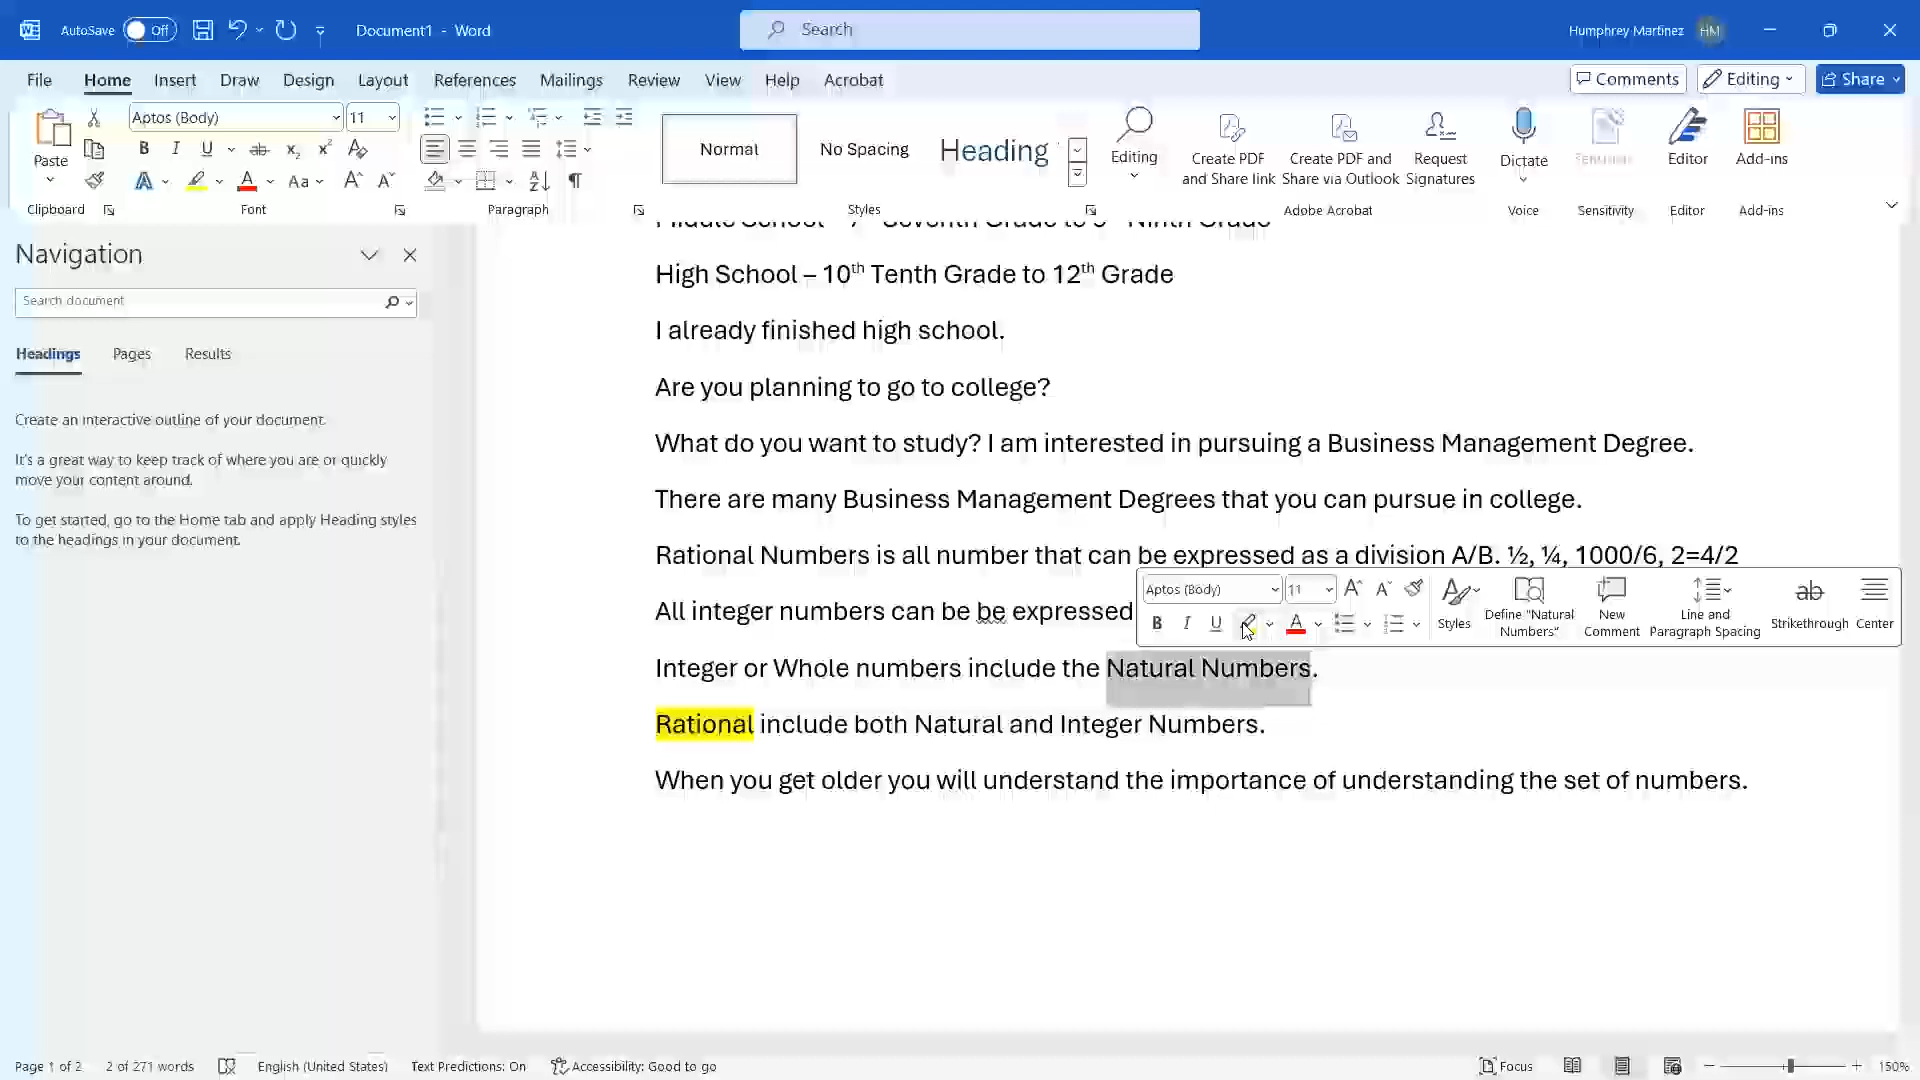 AutoSave Off Document1 - Word Search Humphrey Martinez HM
File Home Insert Draw Design Layout References Mailings Review View Help Acrobat Comments Editing Share
Paste
Aptos (Body) 11
B I U ab x₂ x² A
A A Aa A A
Normal No Spacing Heading
Editing
Create PDF and Share link
Create PDF and Share via Outlook
Request Signatures
Dictate
Editor
Add-ins
Clipboard Font Paragraph Styles Adobe Acrobat Voice Sensitivity Editor Add-ins
Navigation
Search document
Headings Pages Results
Create an interactive outline of your document.
It's a great way to keep track of where you are or quickly
move your content around.
To get started, go to the Home tab and apply Heading styles
to the headings in your document.
High School – 10th Tenth Grade to 12th Grade
I already finished high school.
Are you planning to go to college?
What do you want to study? I am interested in pursuing a Business Management Degree.
There are many Business Management Degrees that you can pursue in college.
Rational Numbers is all number that can be expressed as a division A/B. ½, ¼, 1000/6, 2=4/2
All integer numbers can be be expressed
Aptos (Body) 11 A A
B I U A
Styles
Define "Natural Numbers"
New Comment
Line and Paragraph Spacing
ab Strikethrough
Center
Integer or Whole numbers include the Natural Numbers.
Rational include both Natural and Integer Numbers.
When you get older you will understand the importance of understanding the set of numbers.
Page 1 of 2 2 of 271 words English (United States) Text Predictions: On Accessibility: Good to go Focus 150%